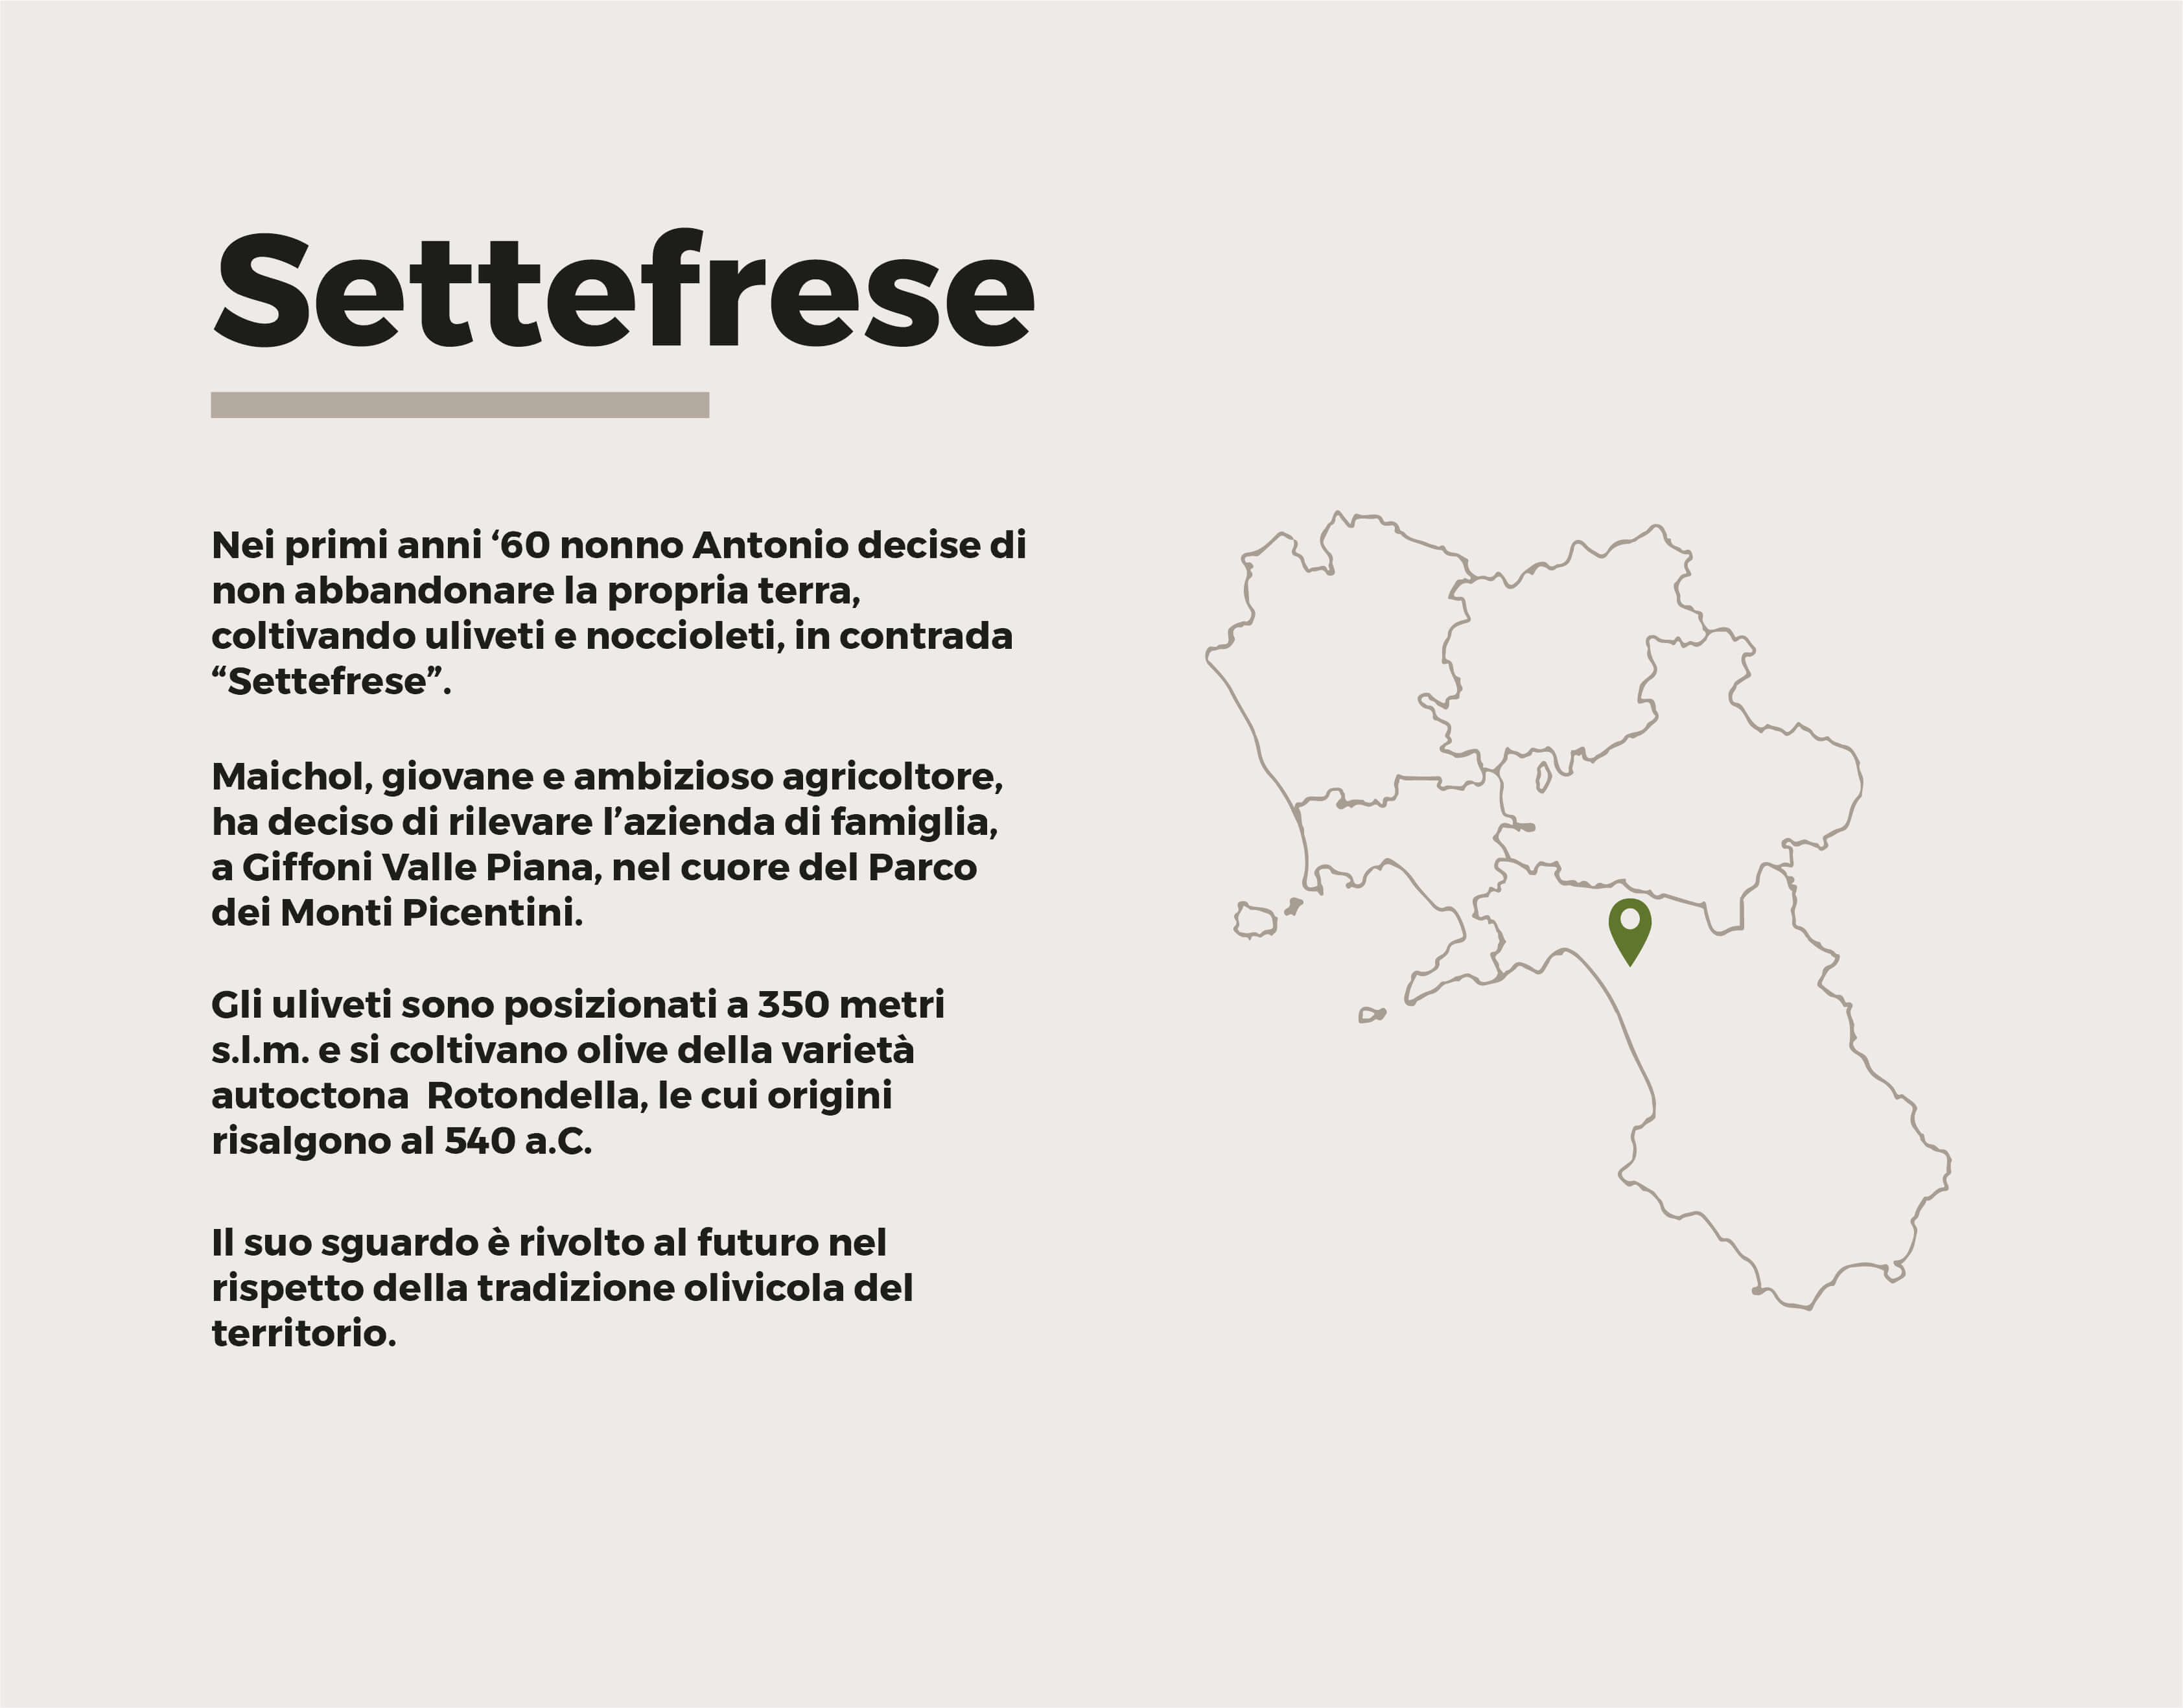 Settefrese
Nei primi anni ‘60 nonno Antonio decise di
non abbandonare la propria terra,
coltivando uliveti e noccioleti, in contrada
“Settefrese”.
Maichol, giovane e ambizioso agricoltore,
ha deciso di rilevare l’azienda di famiglia,
a Giffoni Valle Piana, nel cuore del Parco
dei Monti Picentini.
Gli uliveti sono posizionati a 350 metri
s.l.m. e si coltivano olive della varietà
autoctona  Rotondella, le cui origini
risalgono al 540 a.C.
Il suo sguardo è rivolto al futuro nel
rispetto della tradizione olivicola del
territorio.